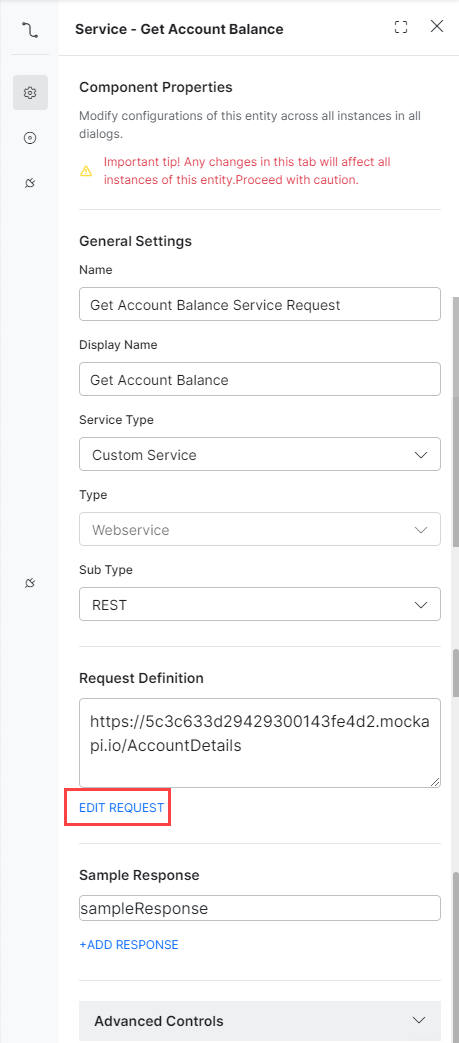 Service - Get Account Balance
Component Properties
Modify configurations of this entity across all instances in all
dialogs.
Important tip! Any changes in this tab will affect all
instances of this entity.Proceed with caution.
General Settings
Name
Get Account Balance Service Request
Display Name
Get Account Balance
Service Type
Custom Service
Type
Webservice
Sub Type
REST
Request Definition
https://5c3c633d29429300143fe4d2.mocka
pi.io/AccountDetails
EDIT REQUEST
Sample Response
sampleResponse
+ADD RESPONSE
Advanced Controls